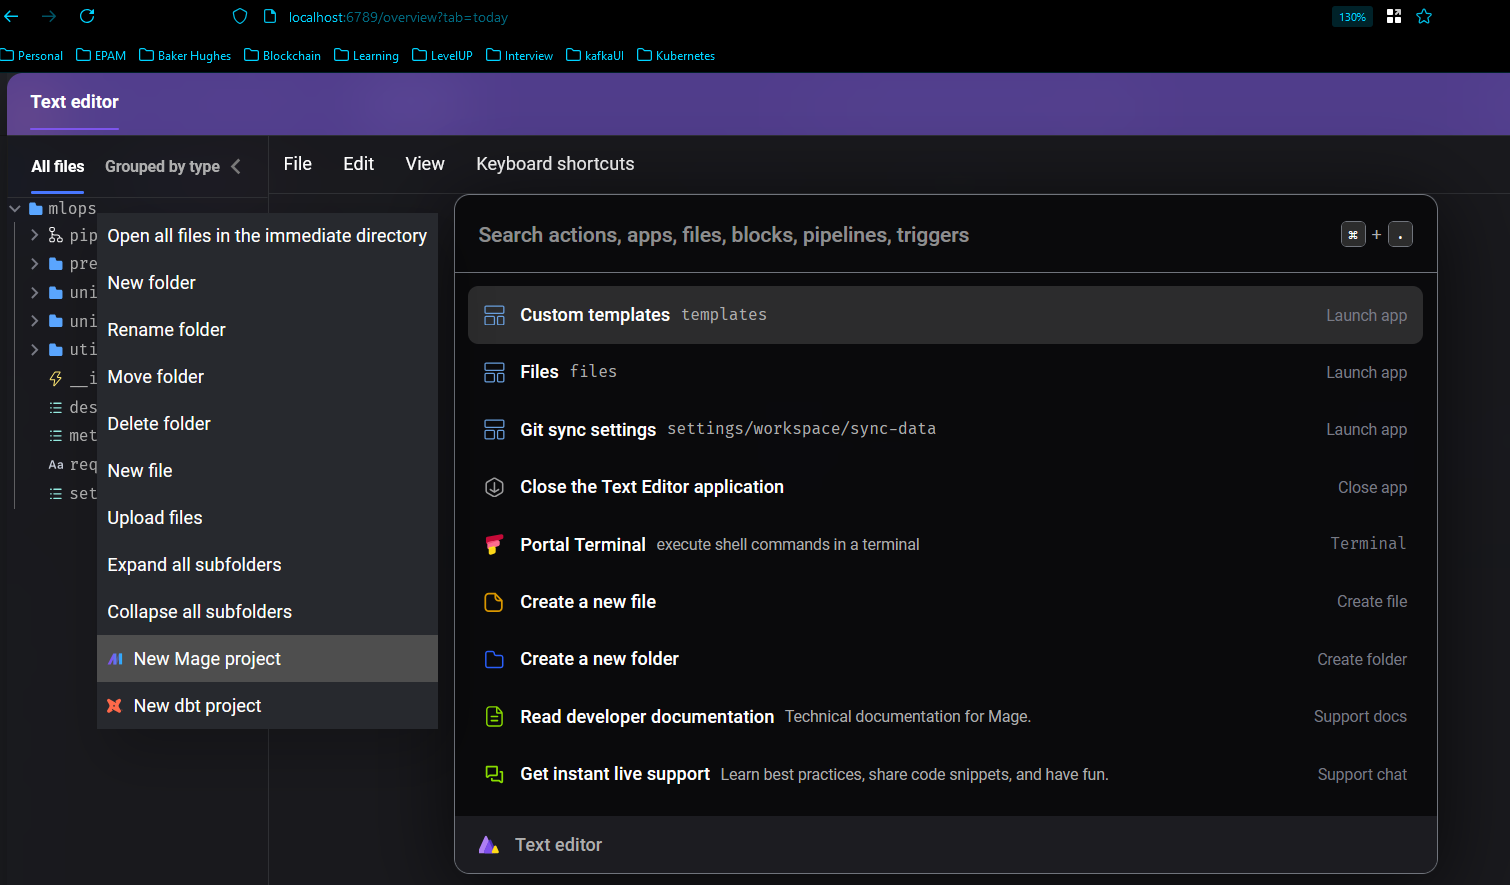 localhost:6789/overview?tab=today
130%
Personal
EPAM
Baker Hughes
Blockchain
Learning
LevelUP
Interview
kafkaUI
Kubernetes
Text editor
All files
Grouped by type
File
Edit
View
Keyboard shortcuts
mlops
pip
pre
uni
uni
uti
__i
des
met
Aa req
set
Open all files in the immediate directory
New folder
Rename folder
Move folder
Delete folder
New file
Upload files
Expand all subfolders
Collapse all subfolders
New Mage project
New dbt project
Search actions, apps, files, blocks, pipelines, triggers
⌘ + .
Custom templates templates Launch app
Files files Launch app
Git sync settings settings/workspace/sync-data Launch app
Close the Text Editor application Close app
Portal Terminal execute shell commands in a terminal Terminal
Create a new file Create file
Create a new folder Create folder
Read developer documentation Technical documentation for Mage. Support docs
Get instant live support Learn best practices, share code snippets, and have fun. Support chat
Text editor